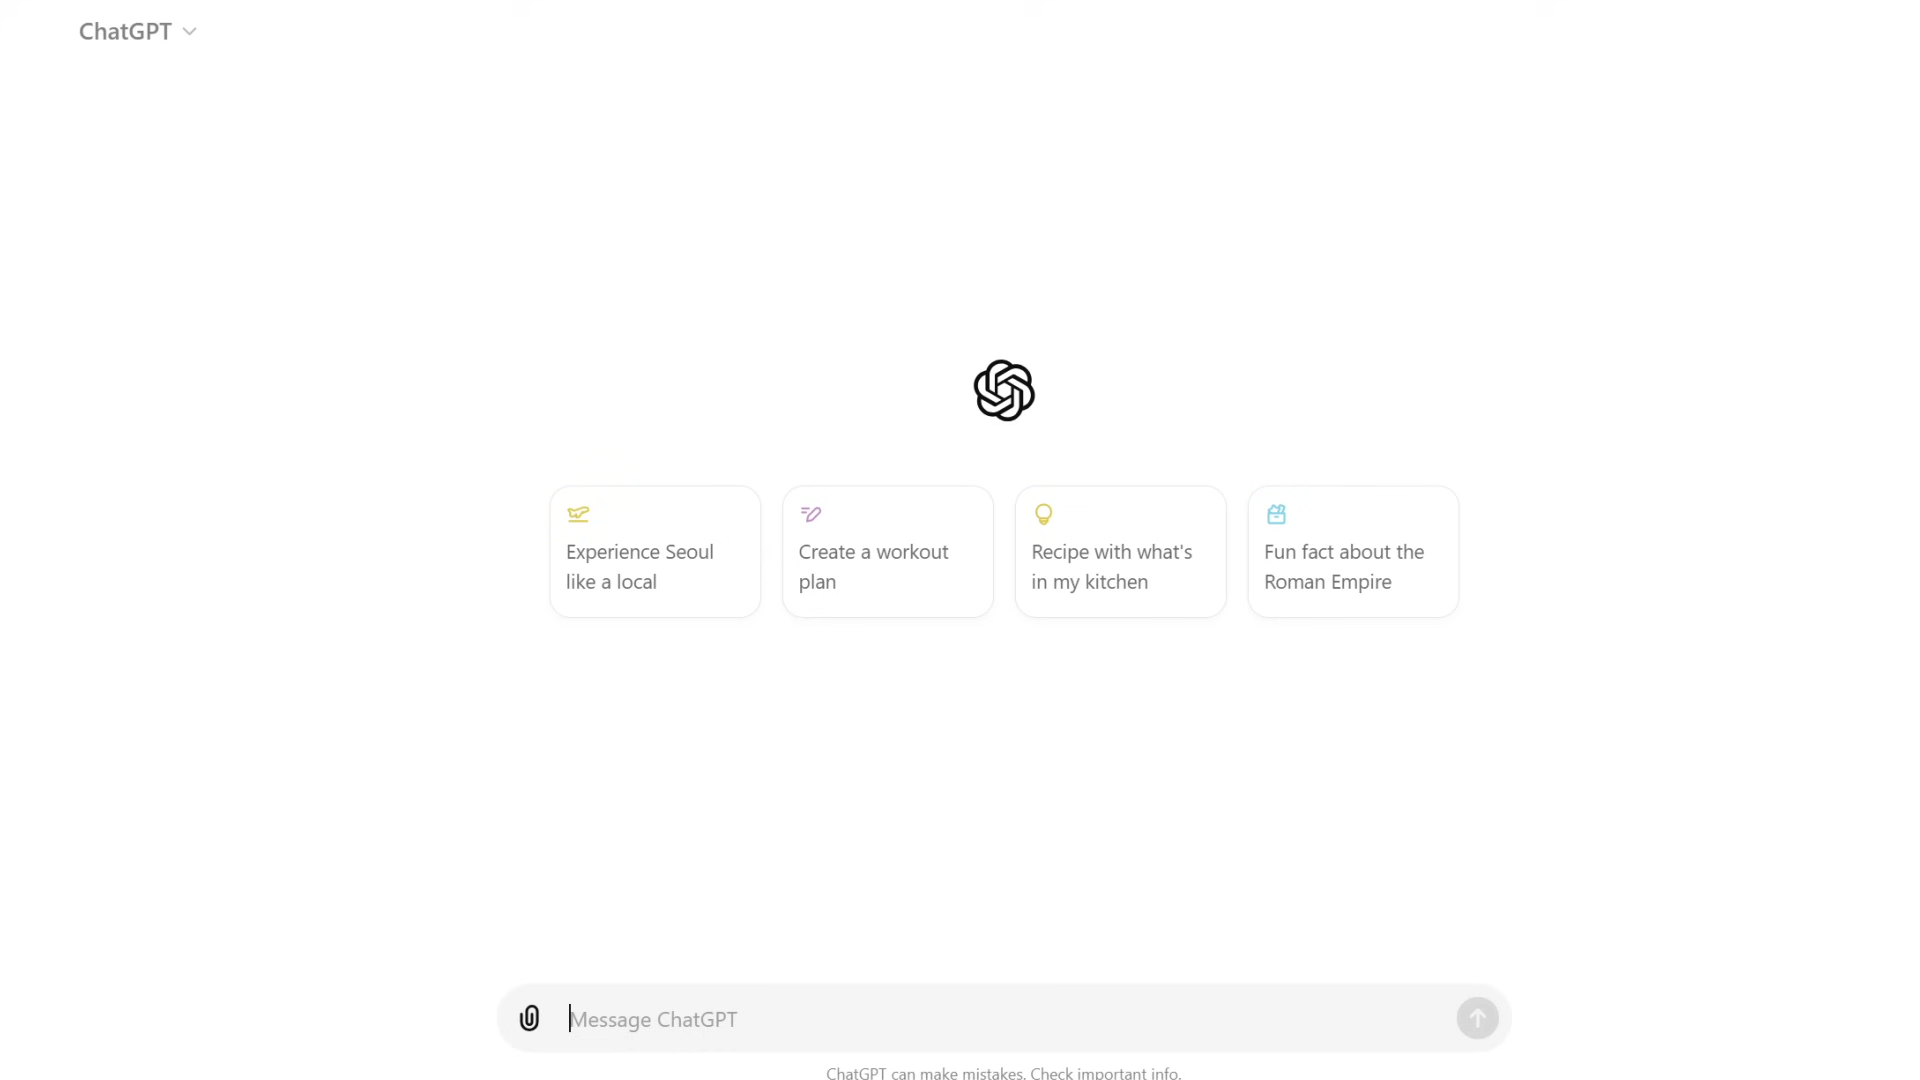 ChatGPT
Experience Seoul
like a local
Create a workout
plan
Recipe with what's
in my kitchen
Fun fact about the
Roman Empire
Message ChatGPT
ChatGPT can make mistakes. Check important info.